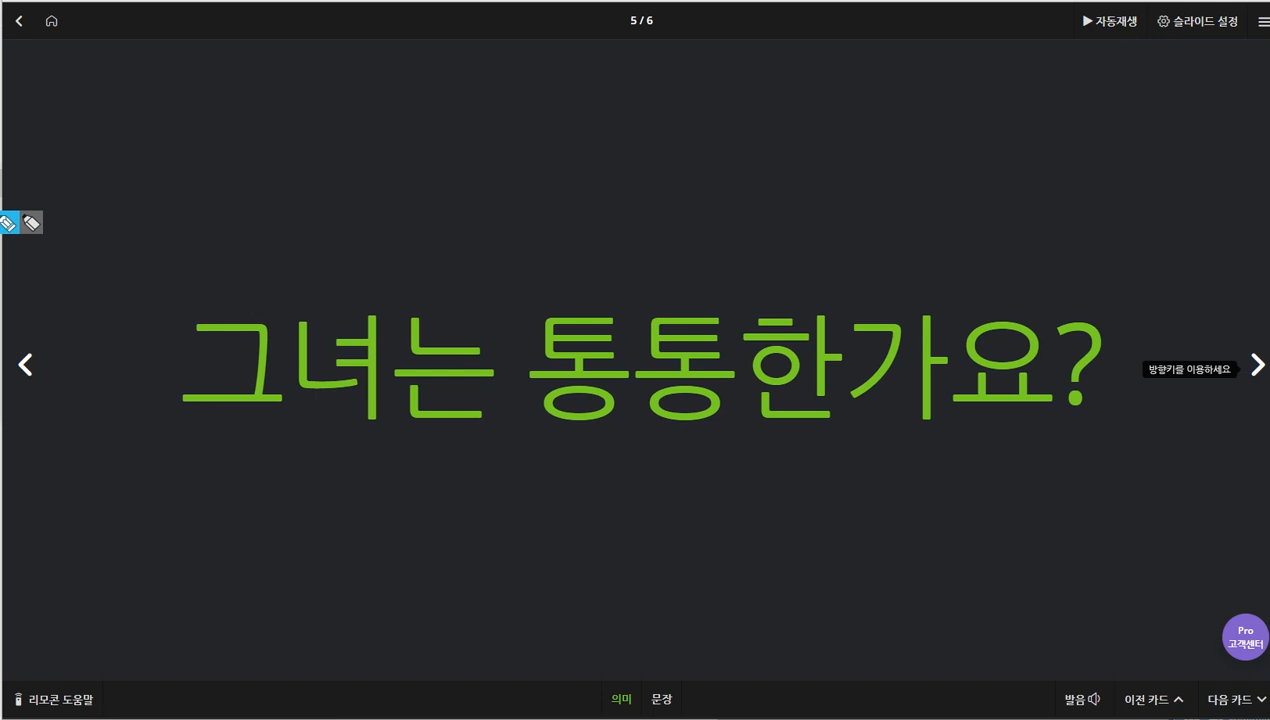 5 / 6
자동재생
슬라이드 설정
그녀는 통통한가요?
방향키를 이용하세요
Pro
고객센터
리모콘 도움말
의미
문장
발음
이전 카드
다음 카드